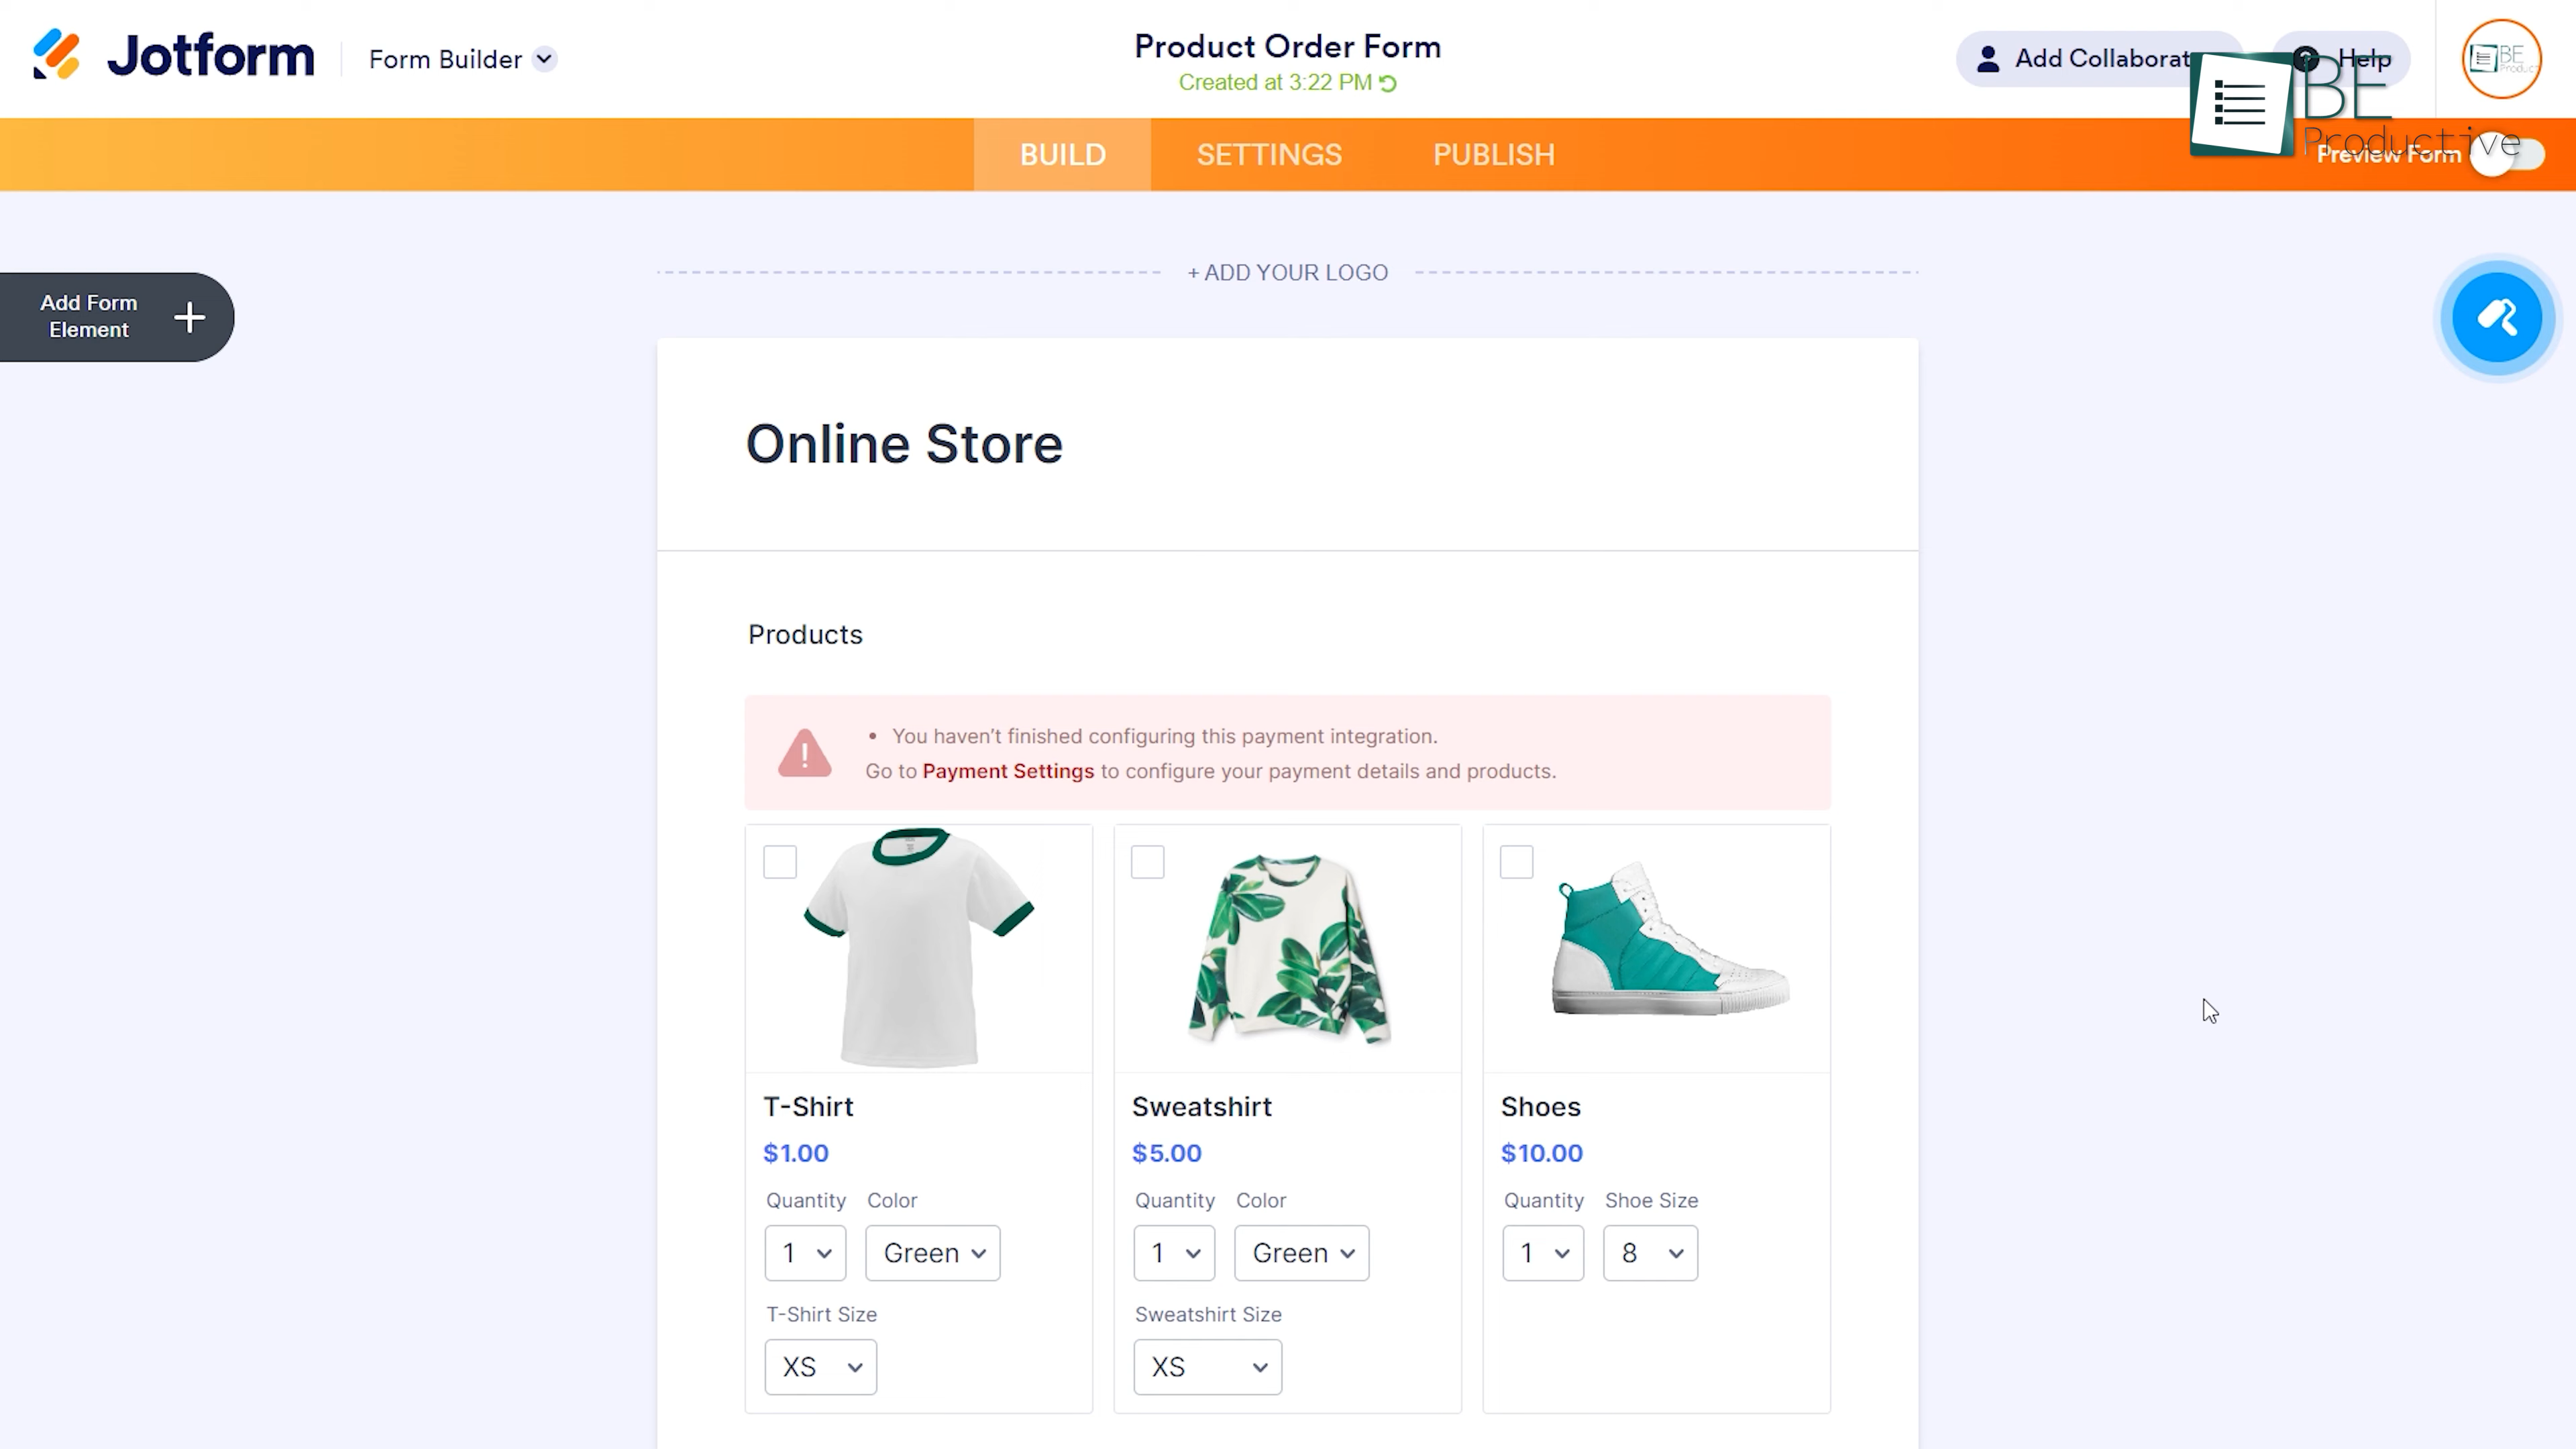 Jotform
Form Builder
Product Order Form
Created at 3:22 PM
Add Collaborat
Help
BE
Productive
BE
BUILD
SETTINGS
PUBLISH
Preview Form
+ ADD YOUR LOGO
Add Form
Element
Online Store
Products
• You haven't finished configuring this payment integration.
Go to Payment Settings to configure your payment details and products.
T-Shirt
$1.00
Quantity Color
1 Green
T-Shirt Size
XS
Sweatshirt
$5.00
Quantity Color
1 Green
Sweatshirt Size
XS
Shoes
$10.00
Quantity Shoe Size
1 8